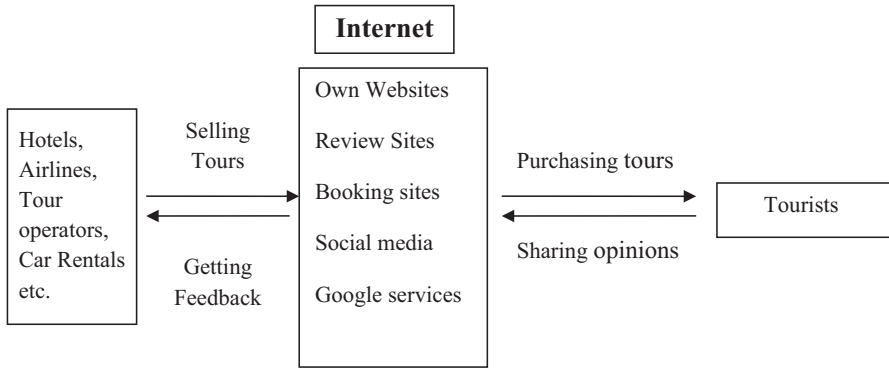 Internet
Hotels,
Airlines,
Tour
operators,
Car Rentals
etc.
Selling
Tours
Getting
Feedback
Own Websites
Review Sites
Booking sites
Social media
Google services
Purchasing tours
Sharing opinions
Tourists